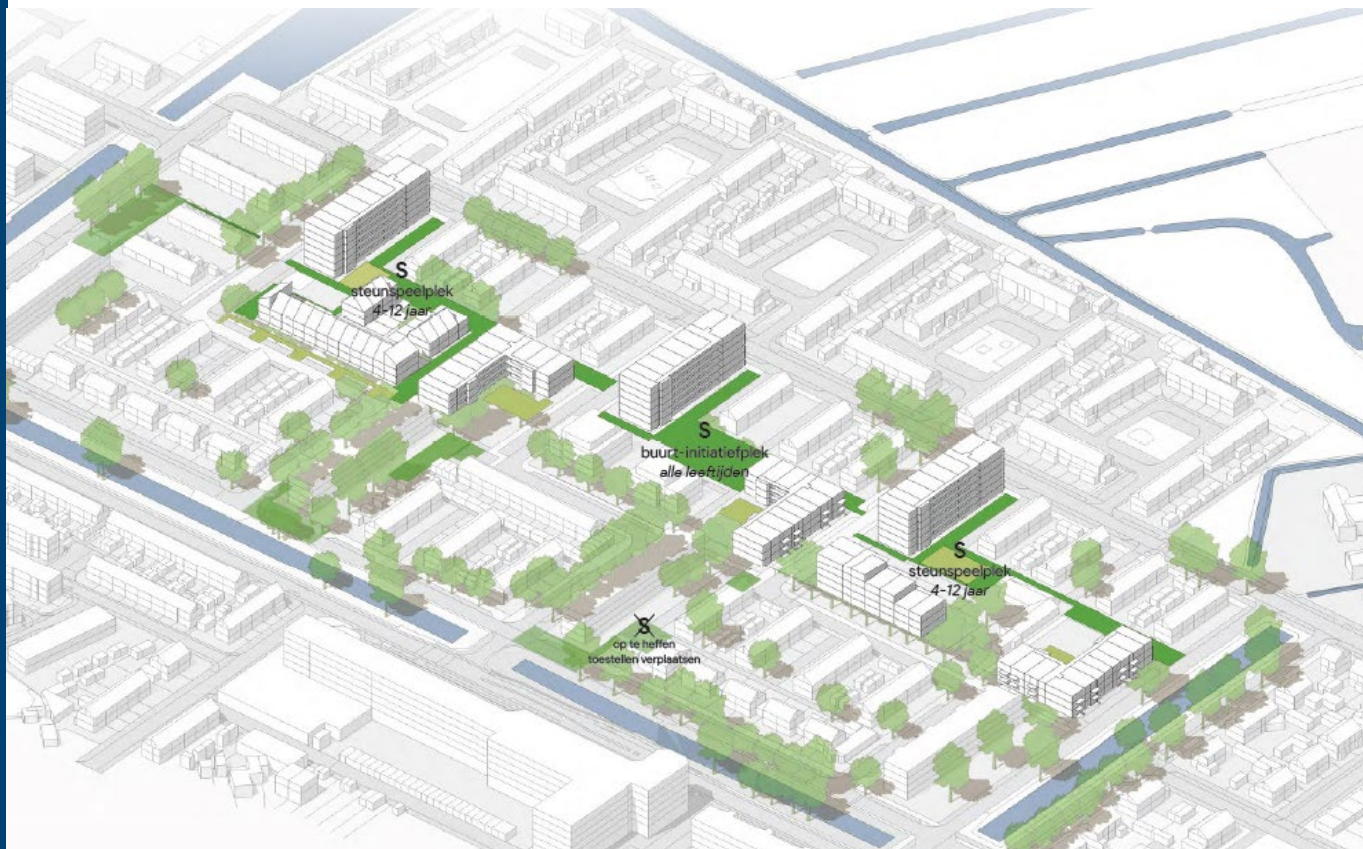 S
steunspeelplek
4-12 jaar
S
buurt-initiatiefplek
alle leeftijden
S
steunspeelplek
4-12 jaar
S
op te heffen
toestellen verplaatsen